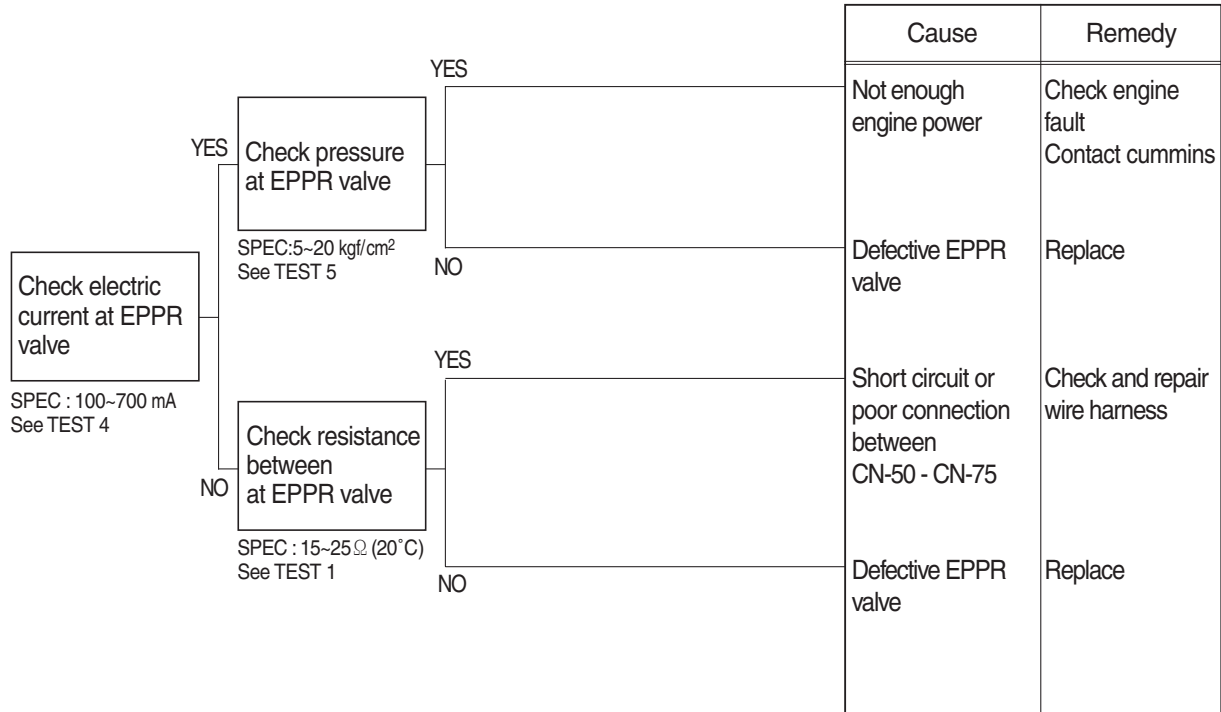 Cause
Remedy
YES
Not enough
engine power
Check engine
fault
Contact cummins
YES
Check pressure
at EPPR valve
SPEC:5~20 kgf/cm²
See TEST 5
NO
Defective EPPR
valve
Replace
Check electric
current at EPPR
valve
SPEC : 100~700 mA
See TEST 4
YES
Short circuit or
poor connection
between
CN-50 - CN-75
Check and repair
wire harness
NO
Check resistance
between
at EPPR valve
SPEC : 15~25Ω (20˚C)
See TEST 1
NO
Defective EPPR
valve
Replace